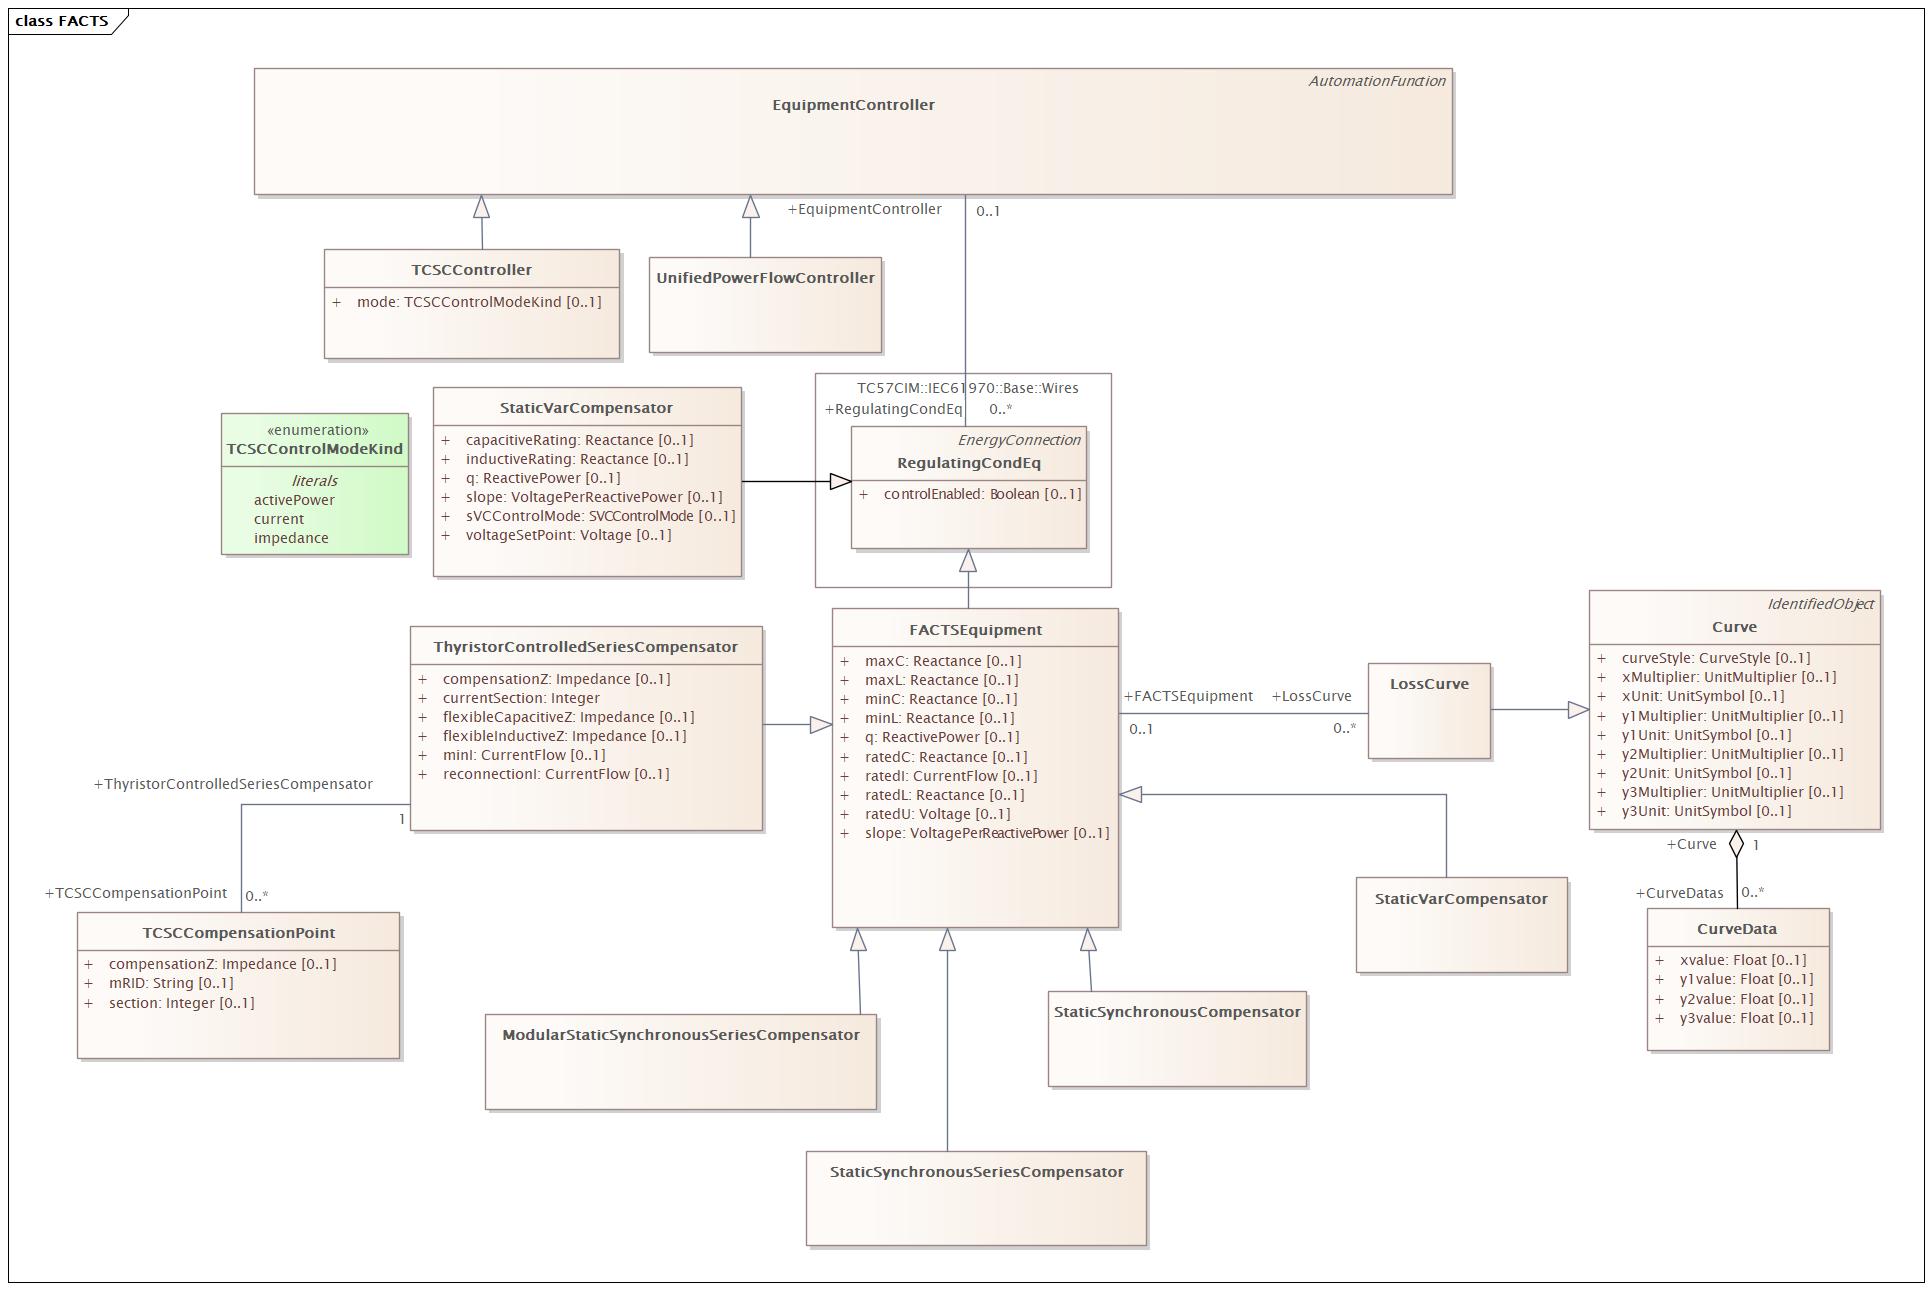 class FACTS
AutomationFunction
EquipmentController
+EquipmentController
0..1
TCSCController
+ mode: TCSCControlModeKind [0..1]
UnifiedPowerFlowController
TC57CIM::IEC61970::Base::Wires
+RegulatingCondEq
0..*
EnergyConnection
RegulatingCondEq
+ controlEnabled: Boolean [0..1]
StaticVarCompensator
+ capacitiveRating: Reactance [0..1]
+ inductiveRating: Reactance [0..1]
+ q: ReactivePower [0..1]
+ slope: VoltagePerReactivePower [0..1]
+ sVCControlMode: SVCControlMode [0..1]
+ voltageSetPoint: Voltage [0..1]
«enumeration»
TCSCControlModeKind
literals
activePower
current
impedance
ThyristorControlledSeriesCompensator
+ compensationZ: Impedance [0..1]
+ currentSection: Integer
+ flexibleCapacitiveZ: Impedance [0..1]
+ flexibleInductiveZ: Impedance [0..1]
+ minI: CurrentFlow [0..1]
+ reconnectionI: CurrentFlow [0..1]
FACTSEquipment
+ maxC: Reactance [0..1]
+ maxL: Reactance [0..1]
+ minC: Reactance [0..1]
+ minL: Reactance [0..1]
+ q: ReactivePower [0..1]
+ ratedC: Reactance [0..1]
+ ratedI: CurrentFlow [0..1]
+ ratedL: Reactance [0..1]
+ ratedU: Voltage [0..1]
+ slope: VoltagePerReactivePower [0..1]
+FACTSEquipment
0..1
+LossCurve
0..*
LossCurve
IdentifiedObject
Curve
+ curveStyle: CurveStyle [0..1]
+ xMultiplier: UnitMultiplier [0..1]
+ xUnit: UnitSymbol [0..1]
+ y1Multiplier: UnitMultiplier [0..1]
+ y1Unit: UnitSymbol [0..1]
+ y2Multiplier: UnitMultiplier [0..1]
+ y2Unit: UnitSymbol [0..1]
+ y3Multiplier: UnitMultiplier [0..1]
+ y3Unit: UnitSymbol [0..1]
+Curve
1
+CurveDatas
0..*
CurveData
+ xvalue: Float [0..1]
+ y1value: Float [0..1]
+ y2value: Float [0..1]
+ y3value: Float [0..1]
+ThyristorControlledSeriesCompensator
1
+TCSCCompensationPoint
0..*
TCSCCompensationPoint
+ compensationZ: Impedance [0..1]
+ mRID: String [0..1]
+ section: Integer [0..1]
StaticVarCompensator
StaticSynchronousCompensator
ModularStaticSynchronousSeriesCompensator
StaticSynchronousSeriesCompensator